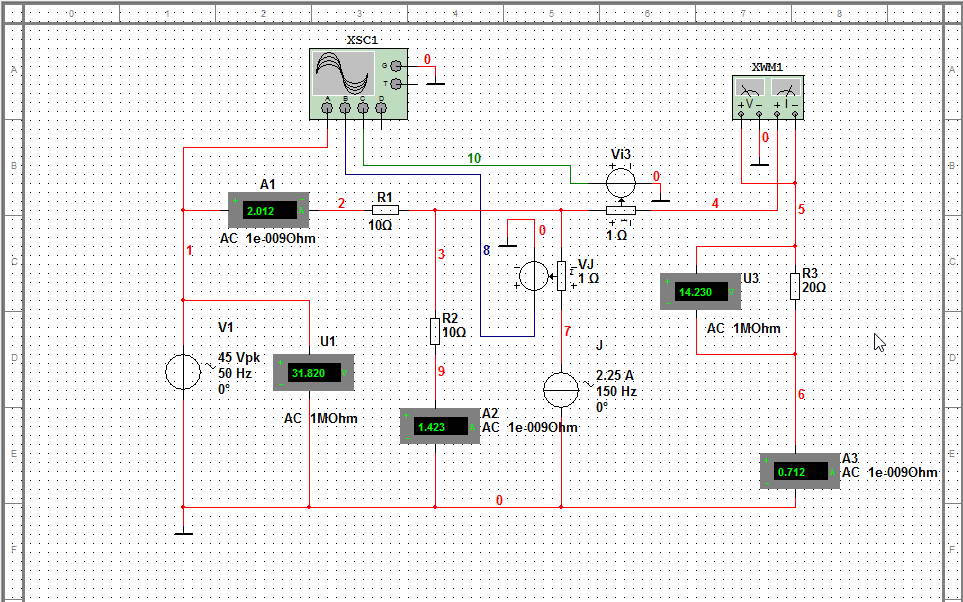 0 1 2 3 4 5 6 7 8
XSC1
G
T
A B C D
0
XWM1
V I
0
A A
B B
C C
D D
E E
F F
10
Vi3
0
1 Ω
A1
2.012 A
AC 1e-009Ohm
2
R1
10Ω
4
5
1
3
8
0
VJ
1 Ω
U3
14.230 V
AC 1MOhm
R3
20Ω
V1
45 Vpk
50 Hz
0°
U1
31.820 V
AC 1MOhm
R2
10Ω
9
7
J
2.25 A
150 Hz
0°
A2
1.423 A
AC 1e-009Ohm
6
A3
0.712 A
AC 1e-009Ohm
0